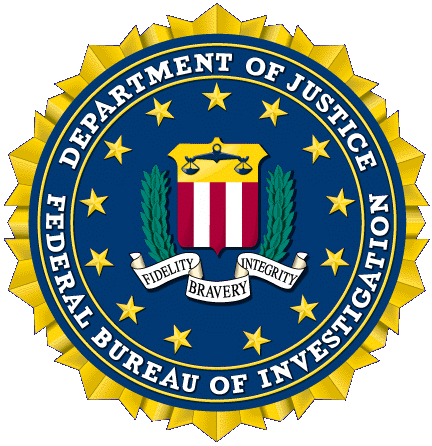 DEPARTMENT OF JUSTICE
FIDELITY
BRAVERY
INTEGRITY
FEDERAL BUREAU OF INVESTIGATION